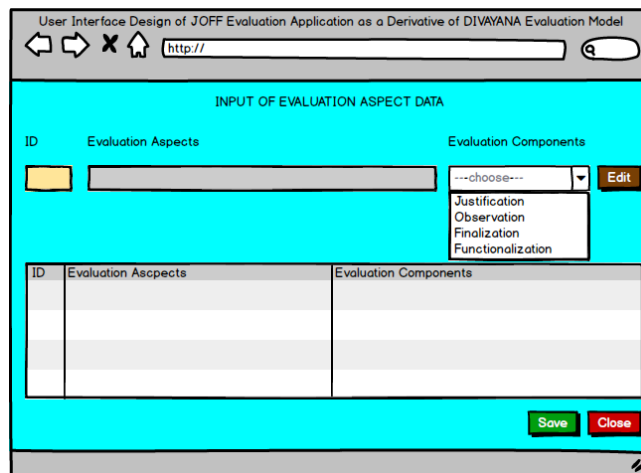 User Interface Design of JOFF Evaluation Application as a Derivative of DIVAYANA Evaluation Model
http://
INPUT OF EVALUATION ASPECT DATA
ID Evaluation Aspects Evaluation Components
---choose--- Edit
Justification
Observation
Finalization
Functionalization
ID Evaluation Ascpects Evaluation Components
Save Close